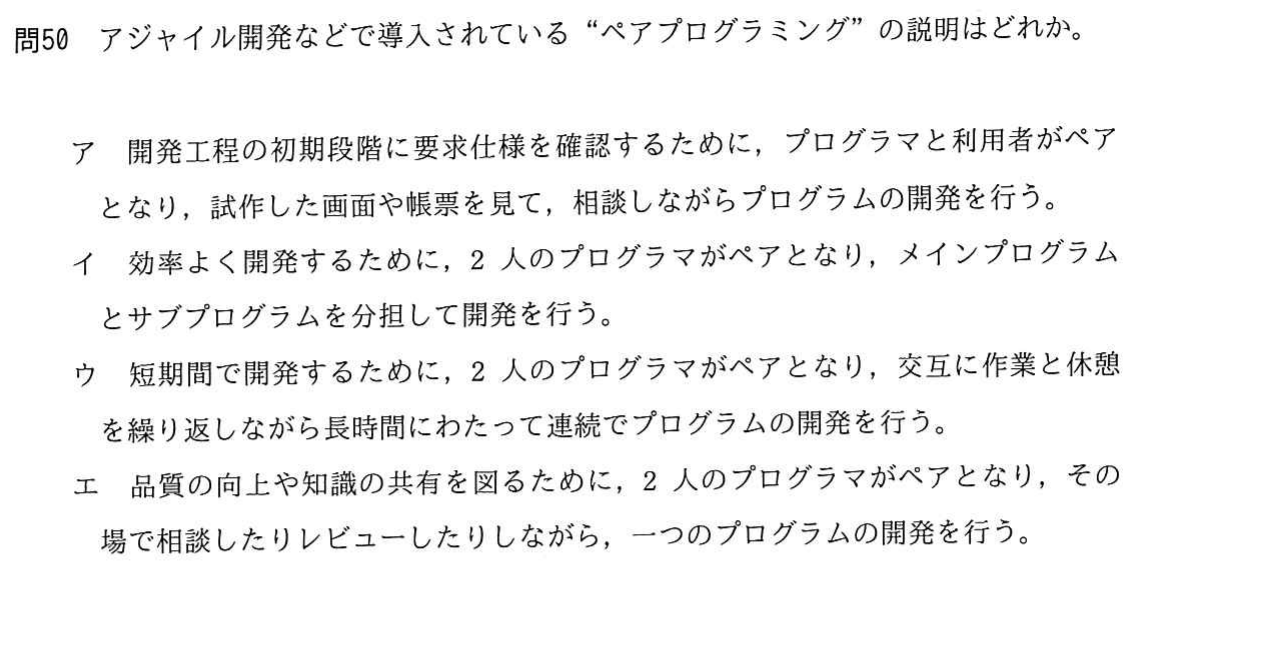 問50 アジャイル開発などで導入されている“ペアプログラミング”の説明はどれか。
ア 開発工程の初期段階に要求仕様を確認するために，プログラマと利用者がペア
となり，試作した画面や帳票を見て，相談しながらプログラムの開発を行う。
イ 効率よく開発するために，2 人のプログラマがペアとなり，メインプログラム
とサブプログラムを分担して開発を行う。
ウ 短期間で開発するために，2 人のプログラマがペアとなり，交互に作業と休憩
を繰り返しながら長時間にわたって連続でプログラムの開発を行う。
エ 品質の向上や知識の共有を図るために，2 人のプログラマがペアとなり，その
場で相談したりレビューしたりしながら，一つのプログラムの開発を行う。